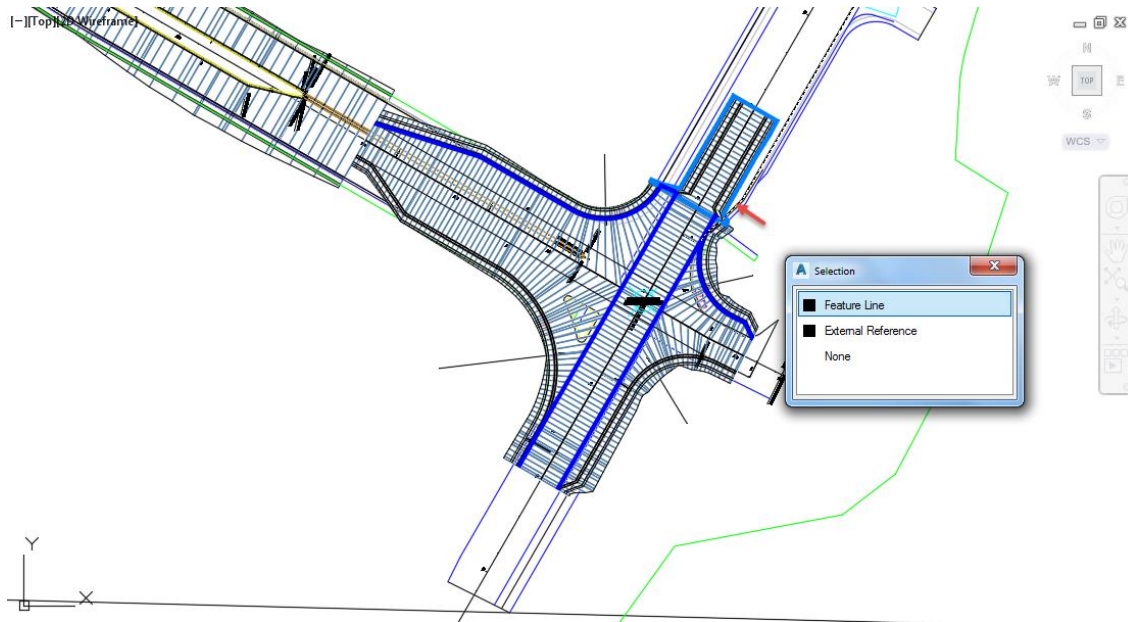 [−][Top][2D Wireframe]
N
W
TOP
E
S
WCS
Selection
Feature Line
External Reference
None
Y
X